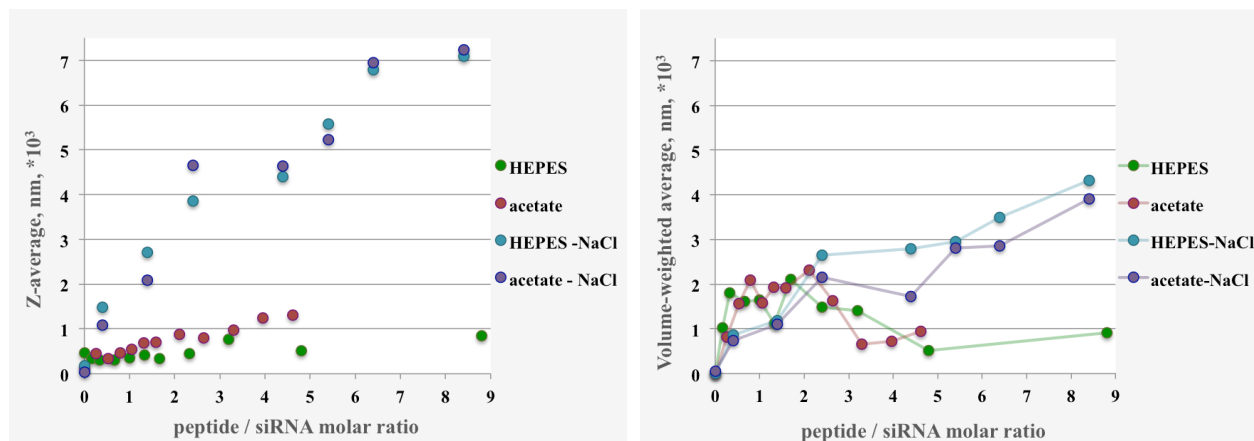 Z-average, nm, *10³
7
6
5
4
3
2
1
0
0 1 2 3 4 5 6 7 8 9
peptide / siRNA molar ratio
HEPES
acetate
HEPES -NaCl
acetate - NaCl
Volume-weighted average, nm, *10³
7
6
5
4
3
2
1
0
0 1 2 3 4 5 6 7 8 9
peptide / siRNA molar ratio
HEPES
acetate
HEPES-NaCl
acetate-NaCl